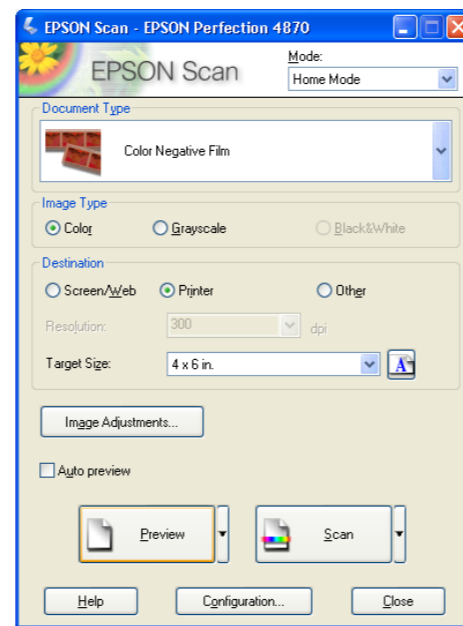 EPSON Scan - EPSON Perfection 4870
EPSON Scan
Mode:
Home Mode
Document Type
Color Negative Film
Image Type
Color Grayscale Black&White
Destination
Screen/Web Printer Other
Resolution: 300 dpi
Target Size: 4 x 6 in. A
Image Adjustments...
Auto preview
Preview Scan
Help Configuration... Close